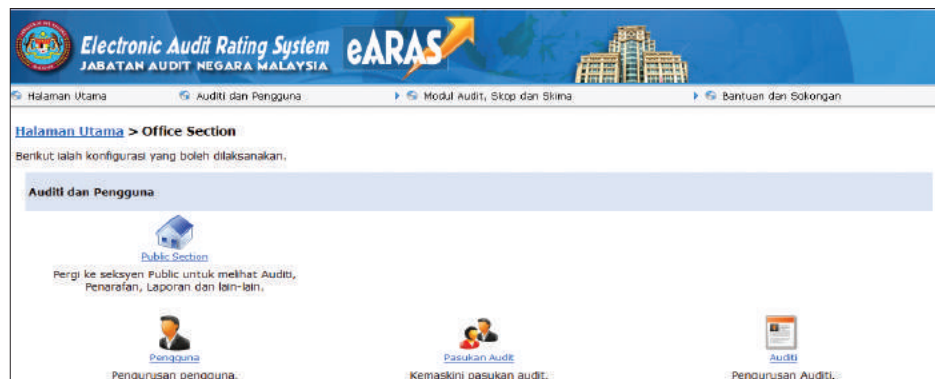 Electronic Audit Rating System eARAS
JABATAN AUDIT NEGARA MALAYSIA
Halaman Utama Auditi dan Pengguna Modul Audit, Skop dan Skima Bantuan dan Sokongan
Halaman Utama > Office Section
Berikut ialah konfigurasi yang boleh dilaksanakan.
Auditi dan Pengguna
Public Section
Pergi ke seksyen Public untuk melihat Auditi,
Penarafan, Laporan dan lain-lain.
Pengguna Pasukan Audit Auditi
Pengurusan pengguna. Kemaskini pasukan audit. Pengurusan Auditi.